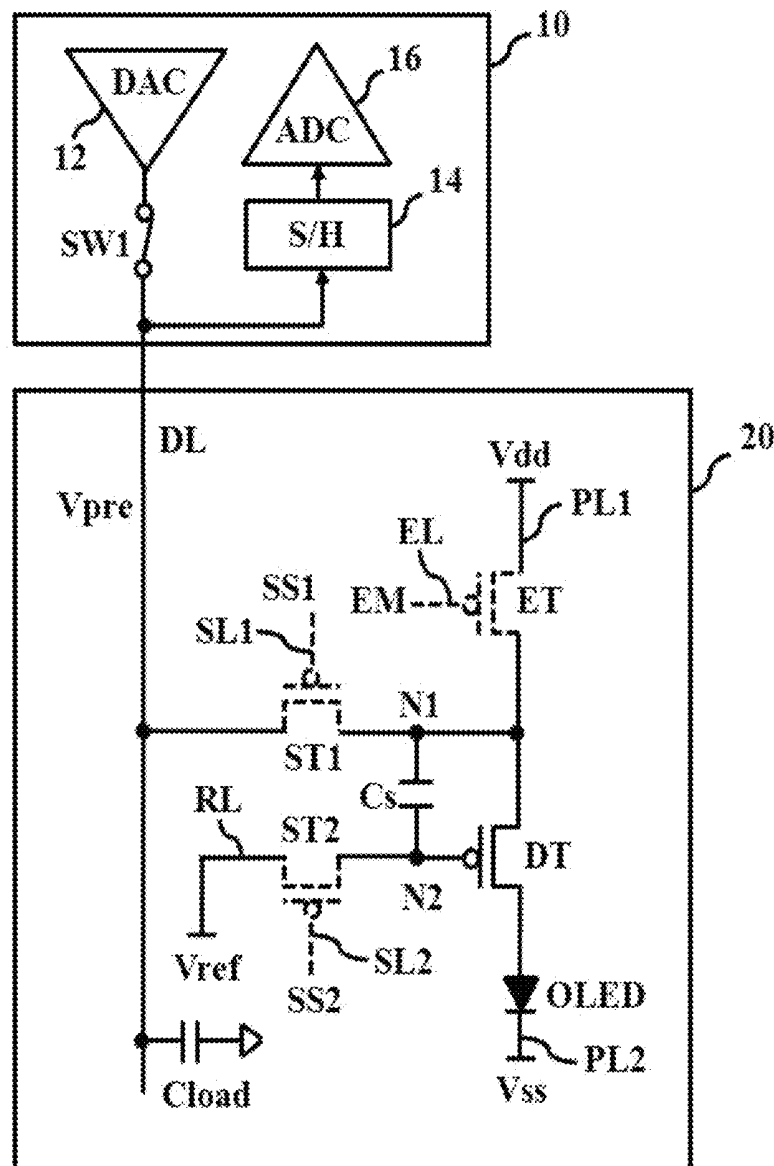 10
DAC
16
ADC
12
14
S/H
SW1
DL
20
Vdd
Vpre
PL1
EL
SS1
EM
ET
SL1
N1
ST1
Cs
RL
ST2
DT
N2
Vref
SL2
SS2
OLED
PL2
Cload
Vss